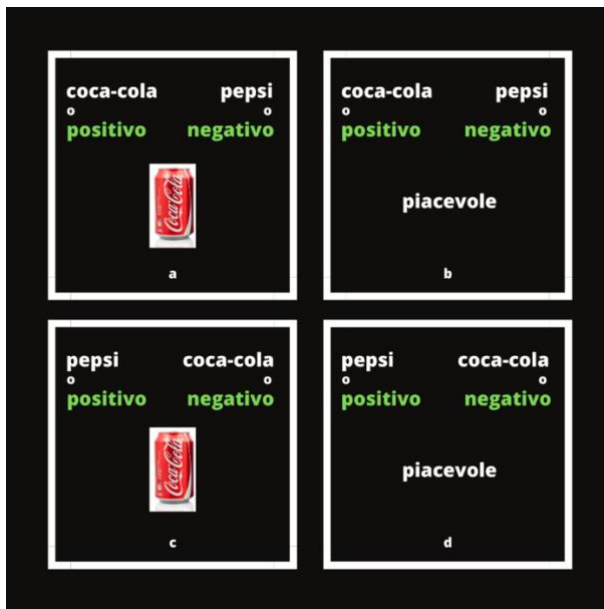 coca-cola pepsi
o o
positivo negativo
Coca-Cola
a
coca-cola pepsi
o o
positivo negativo
piacevole
b
pepsi coca-cola
o o
positivo negativo
Coca-Cola
c
pepsi coca-cola
o o
positivo negativo
piacevole
d